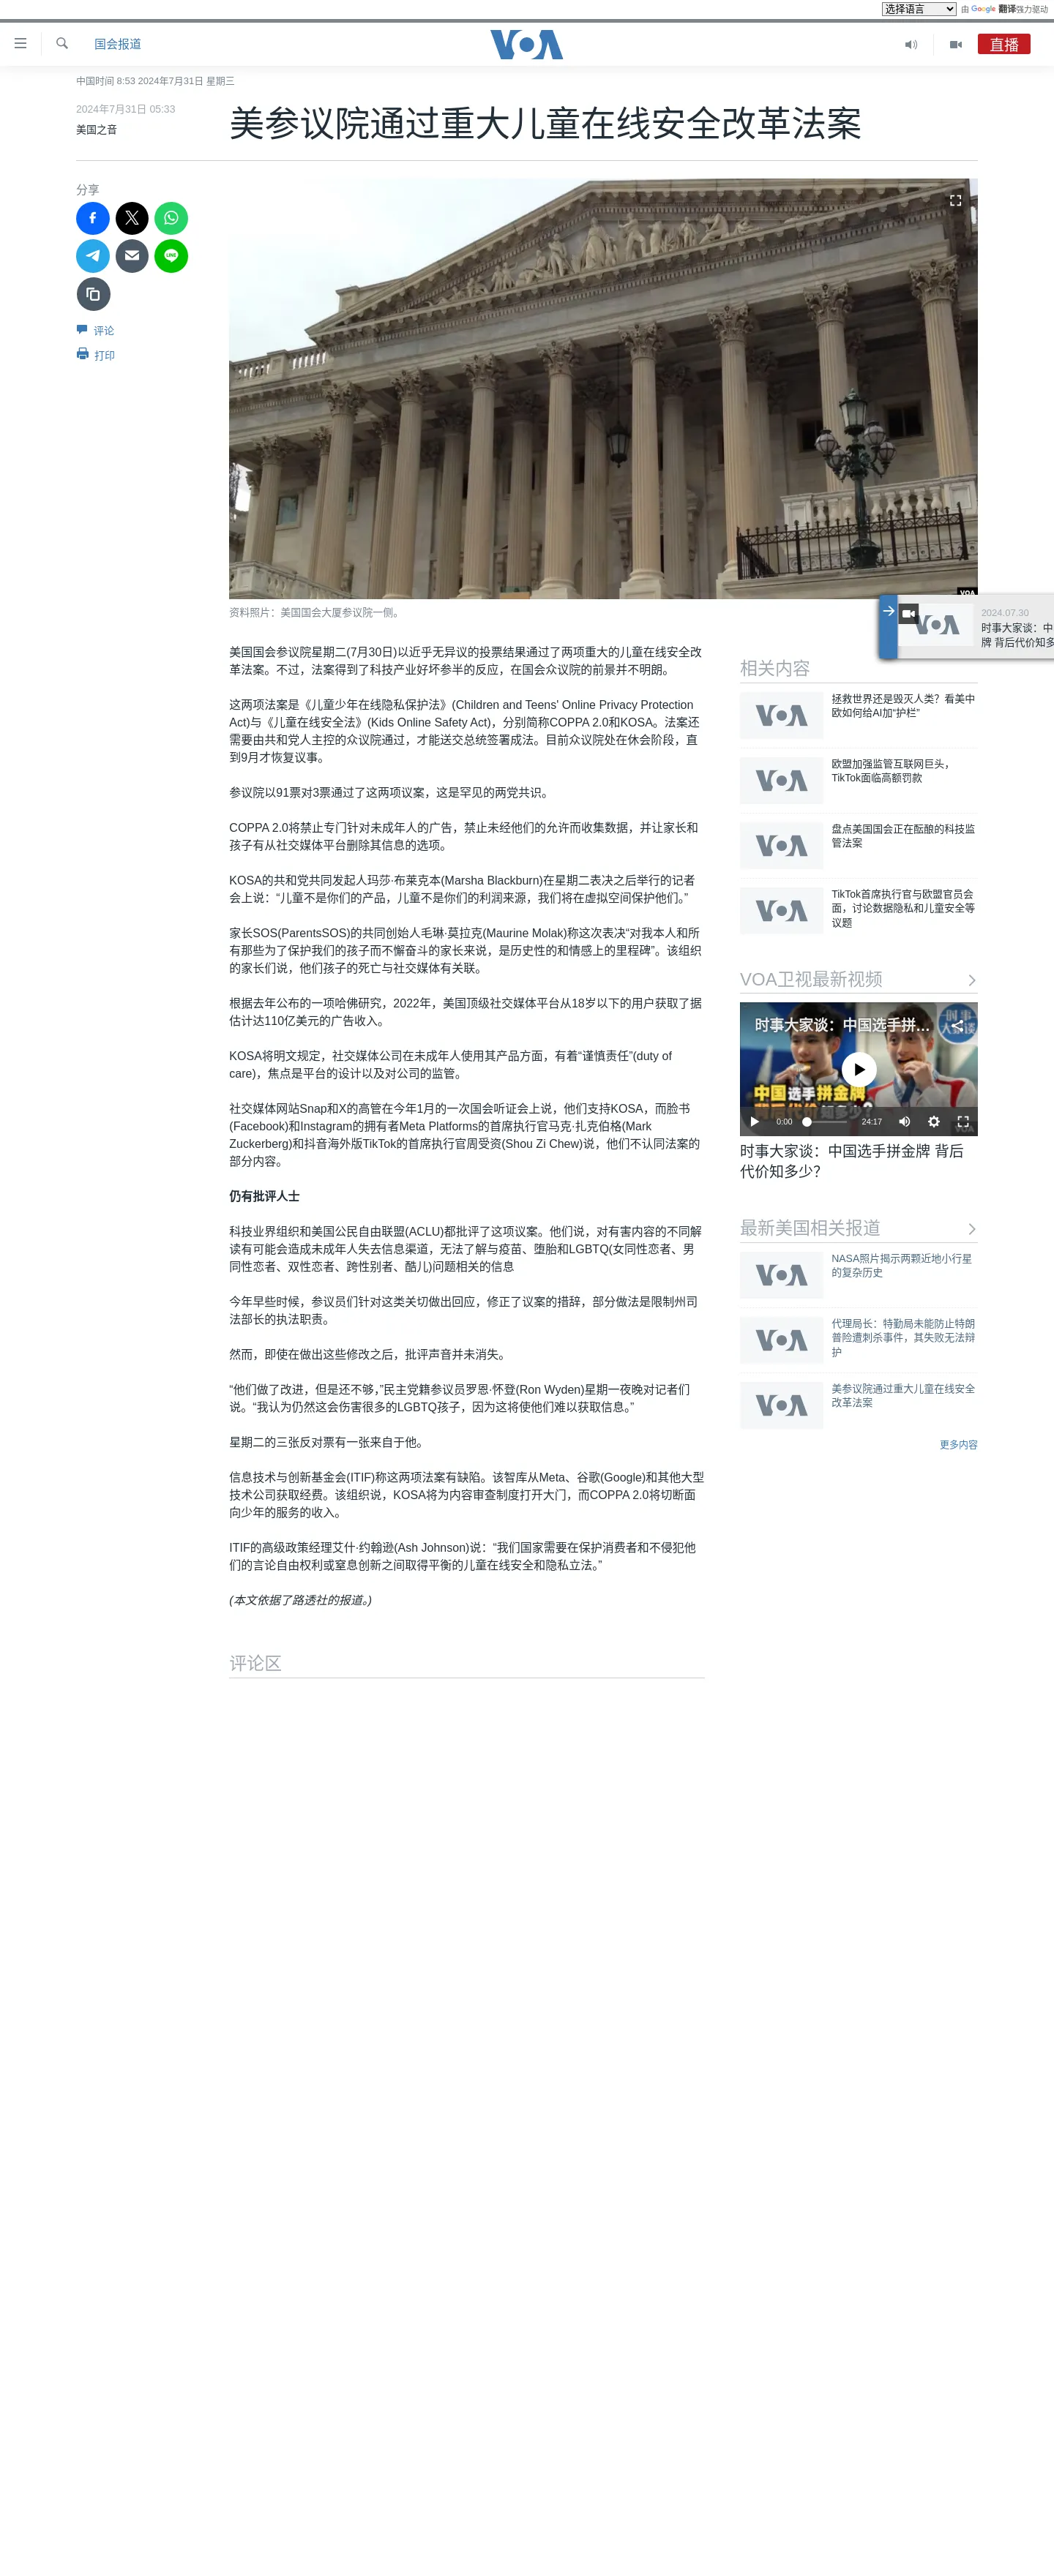 选择语言 由 Google 翻译强力驱动
国会报道
VOA
直播
中国时间 8:53 2024年7月31日 星期三
2024年7月31日 05:33
美国之音
美参议院通过重大儿童在线安全改革法案
分享
评论
打印
VOA
资料照片：美国国会大厦参议院一侧。
美国国会参议院星期二(7月30日)以近乎无异议的投票结果通过了两项重大的儿童在线安全改
革法案。不过，法案得到了科技产业好坏参半的反应，在国会众议院的前景并不明朗。
这两项法案是《儿童少年在线隐私保护法》(Children and Teens' Online Privacy Protection
Act)与《儿童在线安全法》(Kids Online Safety Act)，分别简称COPPA 2.0和KOSA。法案还
需要由共和党人主控的众议院通过，才能送交总统签署成法。目前众议院处在休会阶段，直
到9月才恢复议事。
参议院以91票对3票通过了这两项议案，这是罕见的两党共识。
COPPA 2.0将禁止专门针对未成年人的广告，禁止未经他们的允许而收集数据，并让家长和
孩子有从社交媒体平台删除其信息的选项。
KOSA的共和党共同发起人玛莎·布莱克本(Marsha Blackburn)在星期二表决之后举行的记者
会上说：“儿童不是你们的产品，儿童不是你们的利润来源，我们将在虚拟空间保护他们。”
家长SOS(ParentsSOS)的共同创始人毛琳·莫拉克(Maurine Molak)称这次表决“对我本人和所
有那些为了保护我们的孩子而不懈奋斗的家长来说，是历史性的和情感上的里程碑”。该组织
的家长们说，他们孩子的死亡与社交媒体有关联。
根据去年公布的一项哈佛研究，2022年，美国顶级社交媒体平台从18岁以下的用户获取了据
估计达110亿美元的广告收入。
KOSA将明文规定，社交媒体公司在未成年人使用其产品方面，有着“谨慎责任”(duty of
care)，焦点是平台的设计以及对公司的监管。
社交媒体网站Snap和X的高管在今年1月的一次国会听证会上说，他们支持KOSA，而脸书
(Facebook)和Instagram的拥有者Meta Platforms的首席执行官马克·扎克伯格(Mark
Zuckerberg)和抖音海外版TikTok的首席执行官周受资(Shou Zi Chew)说，他们不认同法案的
部分内容。
仍有批评人士
科技业界组织和美国公民自由联盟(ACLU)都批评了这项议案。他们说，对有害内容的不同解
读有可能会造成未成年人失去信息渠道，无法了解与疫苗、堕胎和LGBTQ(女同性恋者、男
同性恋者、双性恋者、跨性别者、酷儿)问题相关的信息
今年早些时候，参议员们针对这类关切做出回应，修正了议案的措辞，部分做法是限制州司
法部长的执法职责。
然而，即使在做出这些修改之后，批评声音并未消失。
“他们做了改进，但是还不够，”民主党籍参议员罗恩·怀登(Ron Wyden)星期一夜晚对记者们
说。“我认为仍然这会伤害很多的LGBTQ孩子，因为这将使他们难以获取信息。”
星期二的三张反对票有一张来自于他。
信息技术与创新基金会(ITIF)称这两项法案有缺陷。该智库从Meta、谷歌(Google)和其他大型
技术公司获取经费。该组织说，KOSA将为内容审查制度打开大门，而COPPA 2.0将切断面
向少年的服务的收入。
ITIF的高级政策经理艾什·约翰逊(Ash Johnson)说：“我们国家需要在保护消费者和不侵犯他
们的言论自由权利或窒息创新之间取得平衡的儿童在线安全和隐私立法。”
(本文依据了路透社的报道。)
评论区
VOA
2024.07.30
时事大家谈：中
牌 背后代价知多
相关内容
VOA
拯救世界还是毁灭人类？看美中
欧如何给AI加“护栏”
VOA
欧盟加强监管互联网巨头，
TikTok面临高额罚款
VOA
盘点美国国会正在酝酿的科技监
管法案
VOA
TikTok首席执行官与欧盟官员会
面，讨论数据隐私和儿童安全等
议题
VOA卫视最新视频
时事大家谈：中国选手拼...
时事
大家谈
中国选手拼金牌
背后代价知多少？
0:00 24:17
VOA
时事大家谈：中国选手拼金牌 背后
代价知多少？
最新美国相关报道
VOA
NASA照片揭示两颗近地小行星
的复杂历史
VOA
代理局长：特勤局未能防止特朗
普险遭刺杀事件，其失败无法辩
护
VOA
美参议院通过重大儿童在线安全
改革法案
更多内容